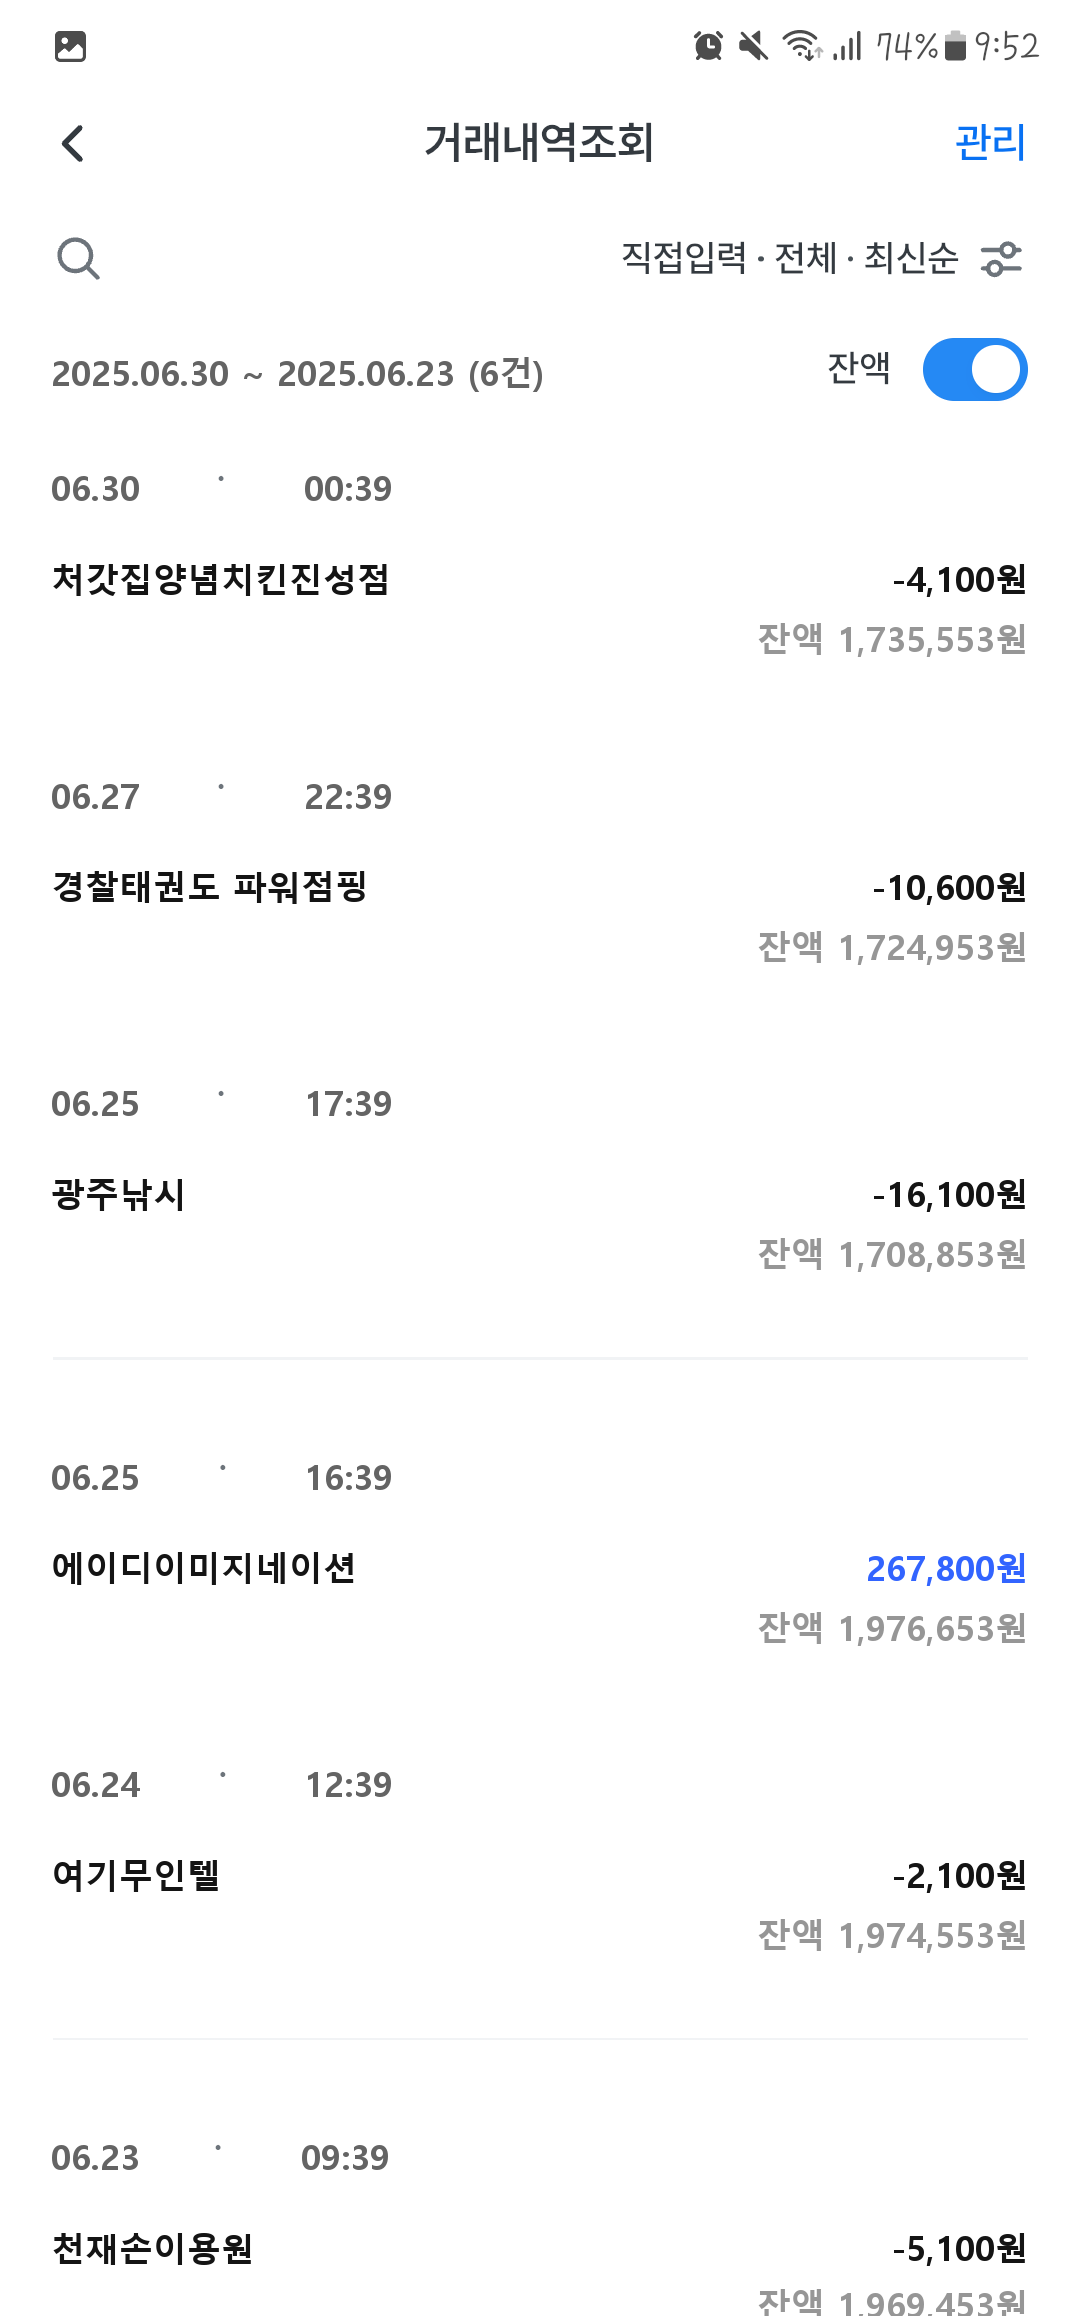 74% 9:52
거래내역조회 관리
직접입력 · 전체 · 최신순
2025.06.30 ~ 2025.06.23 (6건) 잔액
06.30 · 00:39
처갓집양념치킨진성점 -4,100원
잔액 1,735,553원
06.27 · 22:39
경찰태권도 파워점핑 -10,600원
잔액 1,724,953원
06.25 · 17:39
광주낚시 -16,100원
잔액 1,708,853원
06.25 · 16:39
에이디이미지네이션 267,800원
잔액 1,976,653원
06.24 · 12:39
여기무인텔 -2,100원
잔액 1,974,553원
06.23 · 09:39
천재손이용원 -5,100원
잔액 1,969,453원